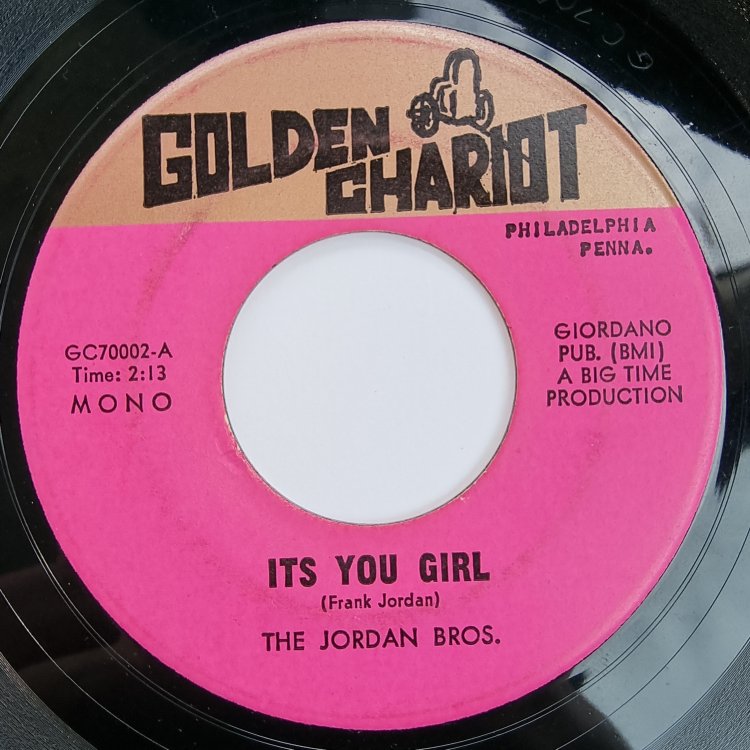 GOLDEN
CHARIOT
PHILADELPHIA
PENNA.
GC70002-A
Time: 2:13
MONO
GIORDANO
PUB. (BMI)
A BIG TIME
PRODUCTION
ITS YOU GIRL
(Frank Jordan)
THE JORDAN BROS.